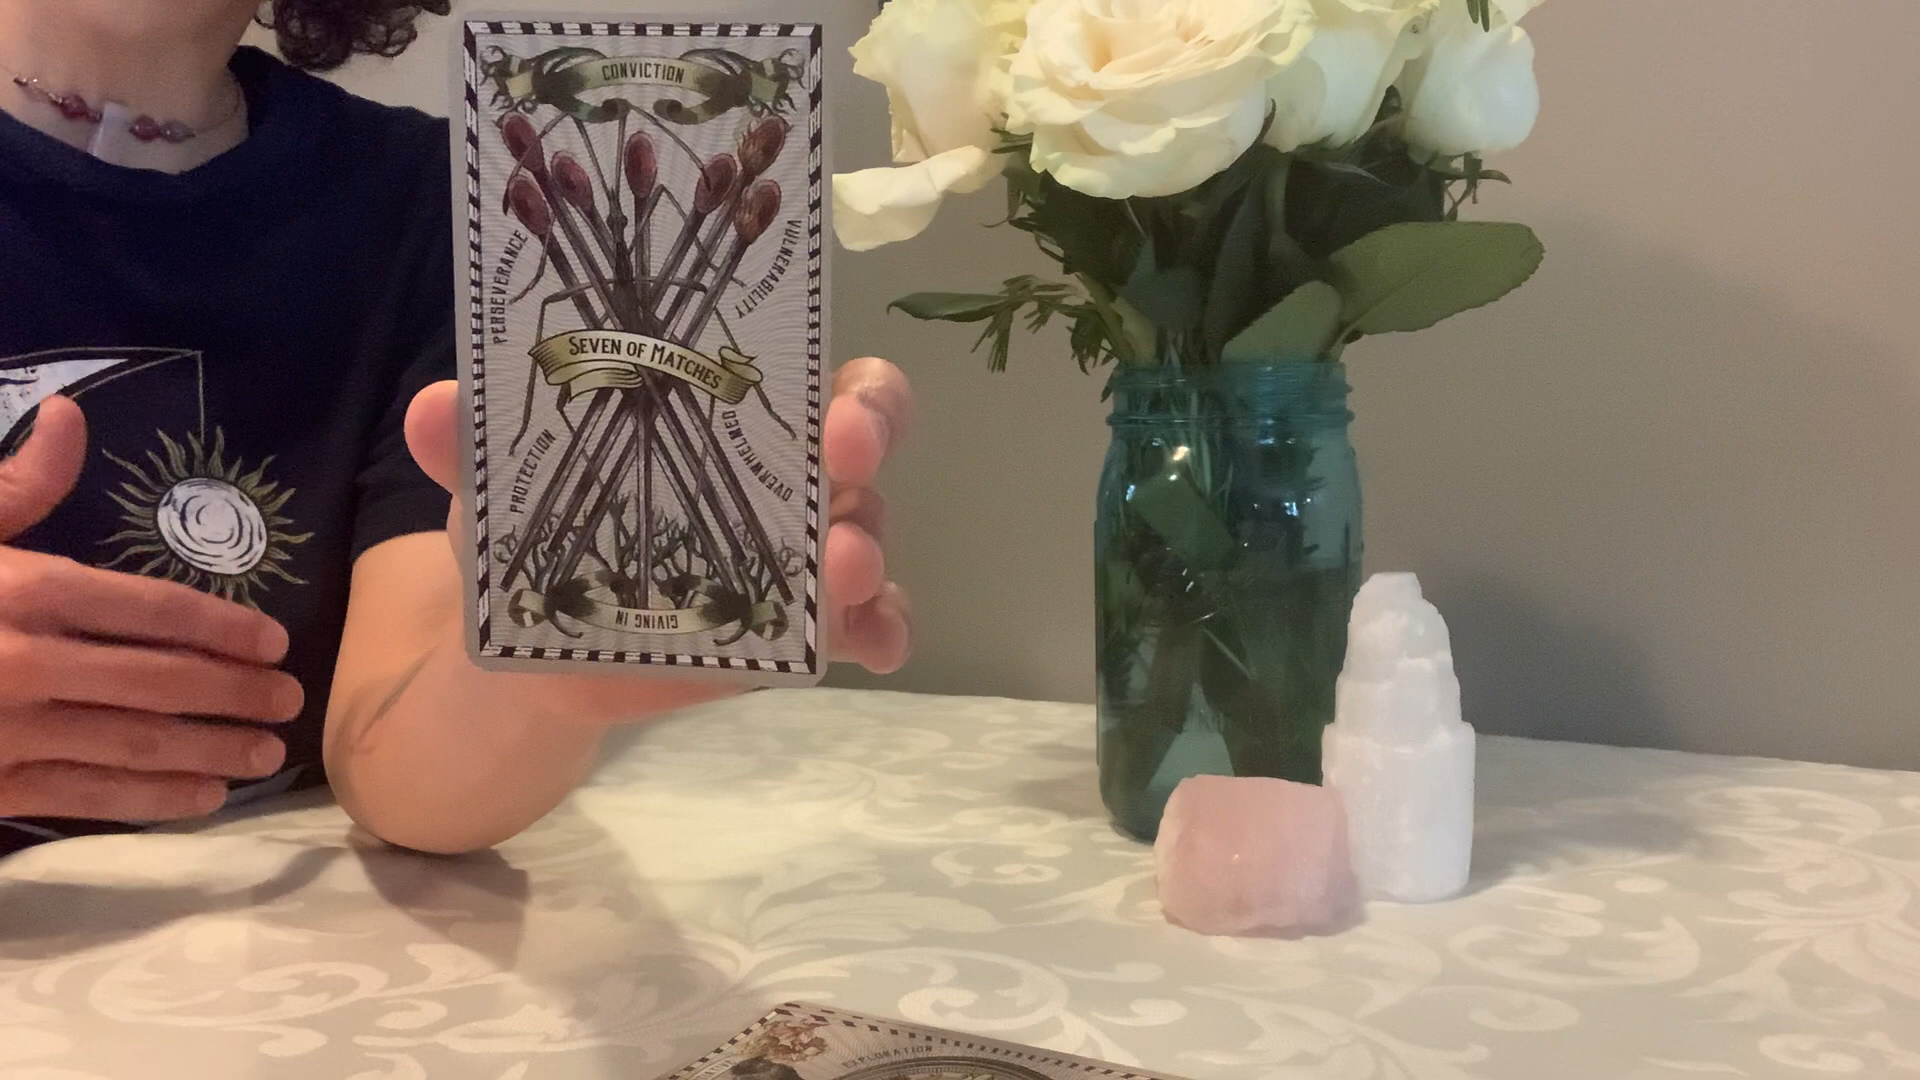 CONVICTION
PERSEVERANCE
VULNERABILITY
SEVEN OF MATCHES
PROTECTION
OVERWHELMED
GIVING IN
EXPLORATION